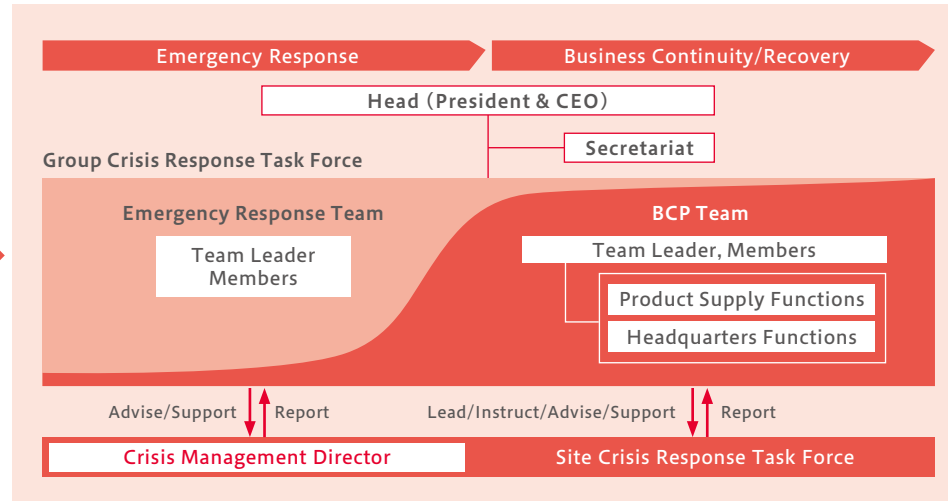 Emergency Response
Business Continuity/Recovery
Head (President & CEO)
Secretariat
Group Crisis Response Task Force
Emergency Response Team
Team Leader
Members
BCP Team
Team Leader, Members
Product Supply Functions
Headquarters Functions
Advise/Support
Report
Lead/Instruct/Advise/Support
Report
Crisis Management Director
Site Crisis Response Task Force